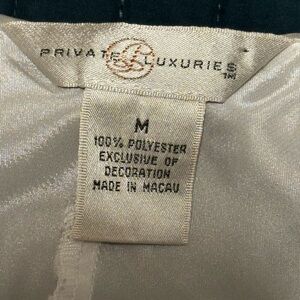 PRIVATE LUXURIES
TM
M
100% POLYESTER
EXCLUSIVE OF
DECORATION
MADE IN MACAU